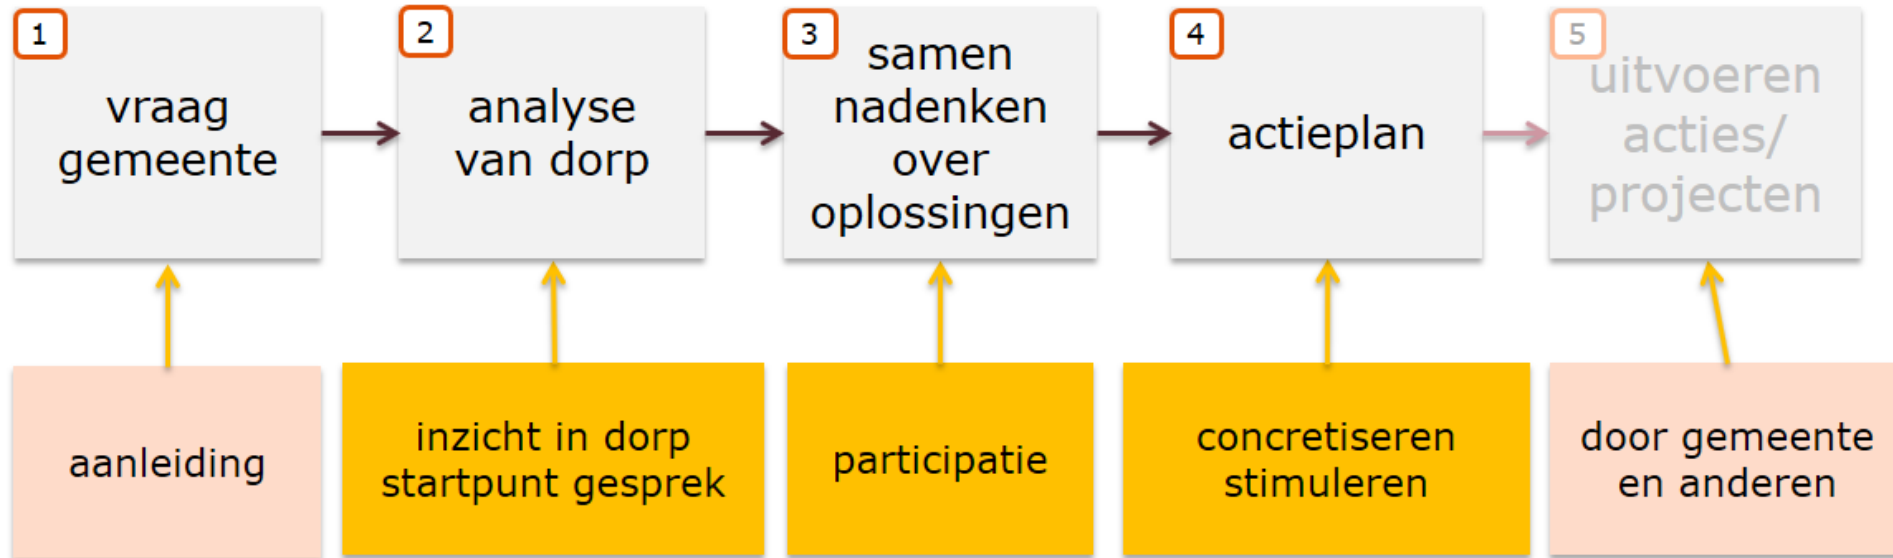 1
vraag
gemeente
2
analyse
van dorp
3
samen
nadenken
over
oplossingen
4
actieplan
5
uitvoeren
acties/
projecten
aanleiding
inzicht in dorp
startpunt gesprek
participatie
concretiseren
stimuleren
door gemeente
en anderen